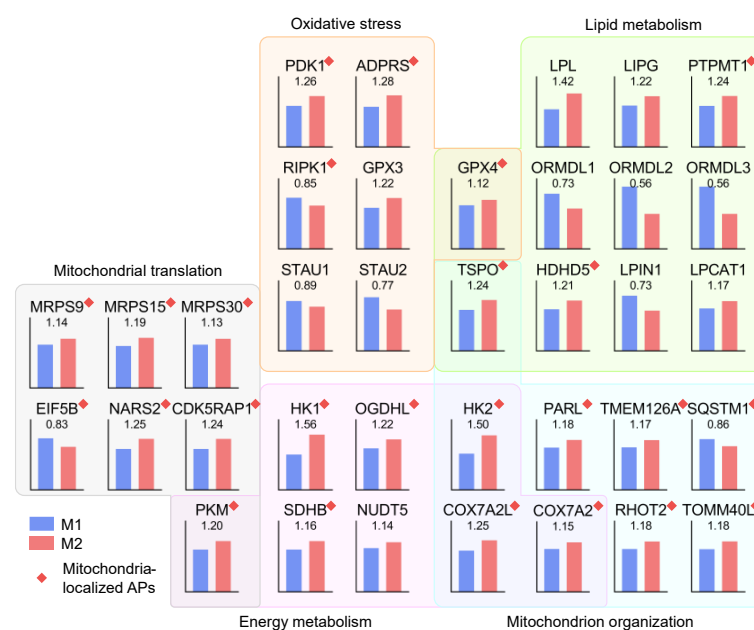 Oxidative stress
Lipid metabolism
PDK1 ADPRS LPL LIPG PTPMT1
1.26 1.28 1.42 1.22 1.24
RIPK1 GPX3 GPX4 ORMDL1 ORMDL2 ORMDL3
0.85 1.22 1.12 0.73 0.56 0.56
Mitochondrial translation
STAU1 STAU2 TSPO HDHD5 LPIN1 LPCAT1
0.89 0.77 1.24 1.21 0.73 1.17
MRPS9 MRPS15 MRPS30
1.14 1.19 1.13
EIF5B NARS2 CDK5RAP1 HK1 OGDHL HK2 PARL TMEM126A SQSTM1
0.83 1.25 1.24 1.56 1.22 1.50 1.18 1.17 0.86
PKM SDHB NUDT5 COX7A2L COX7A2 RHOT2 TOMM40L
1.20 1.16 1.14 1.25 1.15 1.18 1.18
M1
M2
Mitochondria-
localized APs
Energy metabolism
Mitochondrion organization